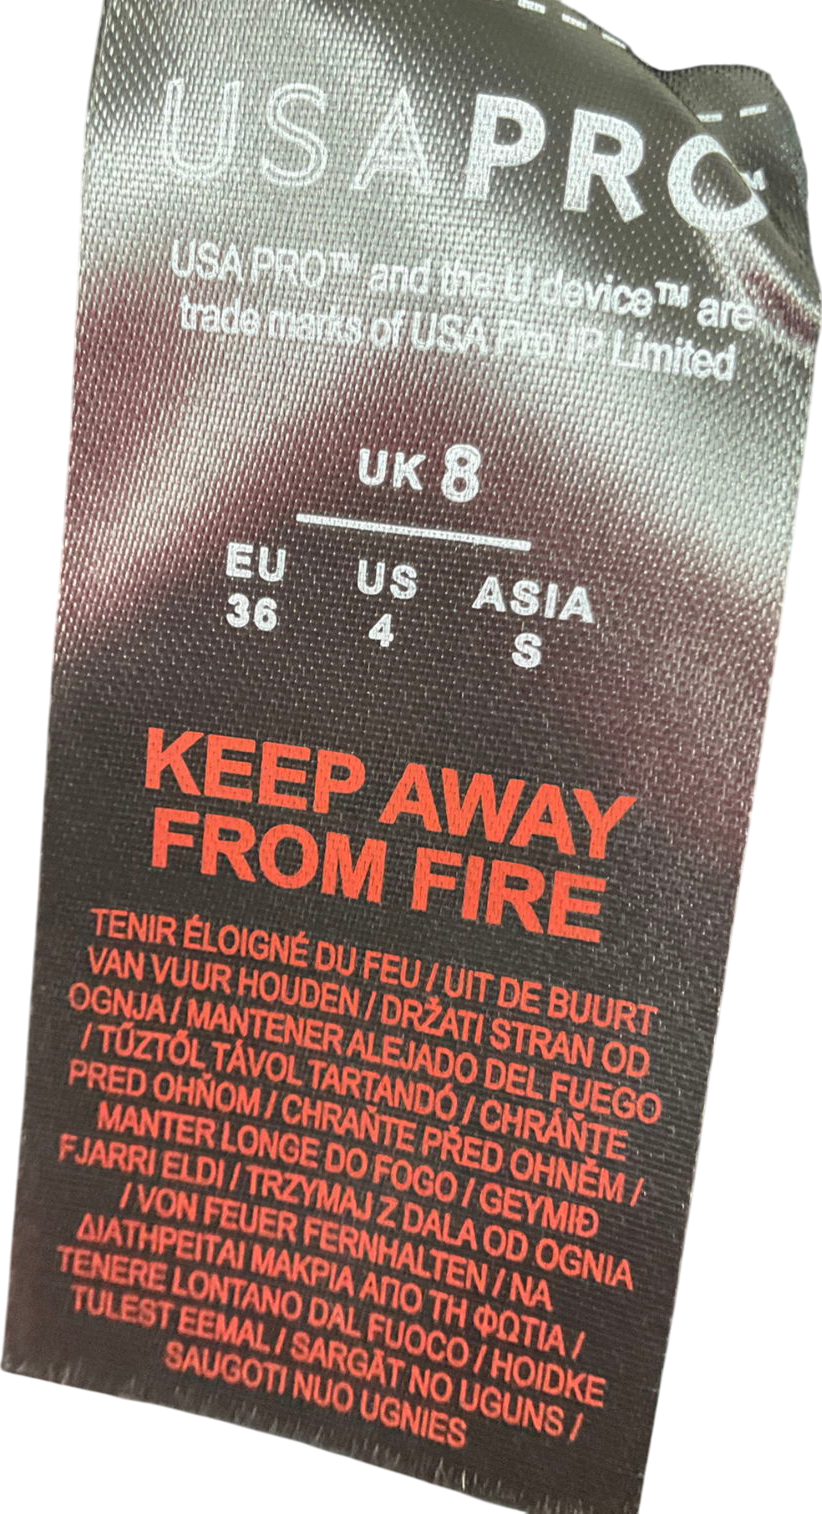 USAPRO
USA PRO™ and the U device™ are
trade marks of USA Pro IP Limited
UK 8
EU US ASIA
36 4 S
KEEP AWAY
FROM FIRE
TENIR ÉLOIGNÉ DU FEU / UIT DE BUURT
VAN VUUR HOUDEN / DRŽATI STRAN OD
OGNJA / MANTENER ALEJADO DEL FUEGO
/ TŰZTŐL TÁVOL TARTANDÓ / CHRÁŇTE
PRED OHŇOM / CHRAŇTE PŘED OHNĚM /
MANTER LONGE DO FOGO / GEYMIÐ
FJARRI ELDI / TRZYMAJ Z DALA OD OGNIA
/ VON FEUER FERNHALTEN / NA
ΔΙΑΤΗΡΕΙΤΑΙ ΜΑΚΡΙΑ ΑΠΟ ΤΗ ΦΩΤΙΑ /
TENERE LONTANO DAL FUOCO / HOIDKE
TULEST EEMAL / SARGĀT NO UGUNS /
SAUGOTI NUO UGNIES